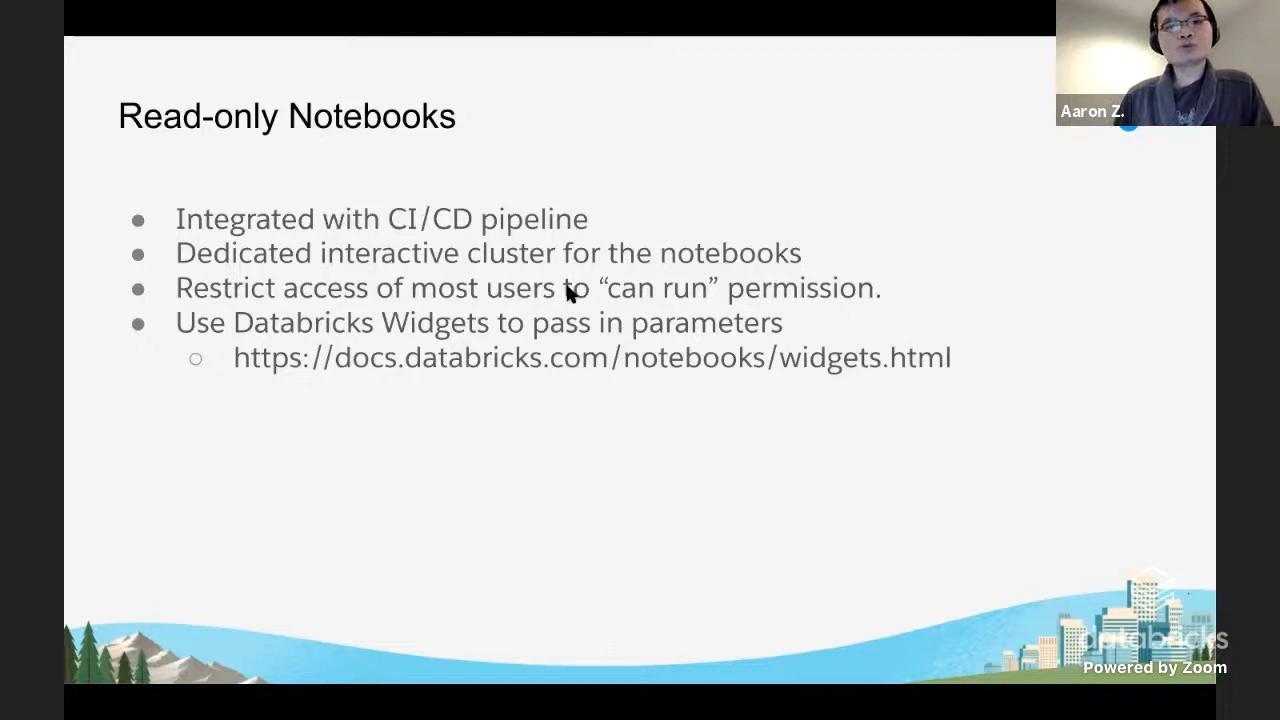 Read-only Notebooks
Aaron Z.
● Integrated with CI/CD pipeline
● Dedicated interactive cluster for the notebooks
● Restrict access of most users to “can run” permission.
● Use Databricks Widgets to pass in parameters
○ https://docs.databricks.com/notebooks/widgets.html
databricks
Powered by Zoom